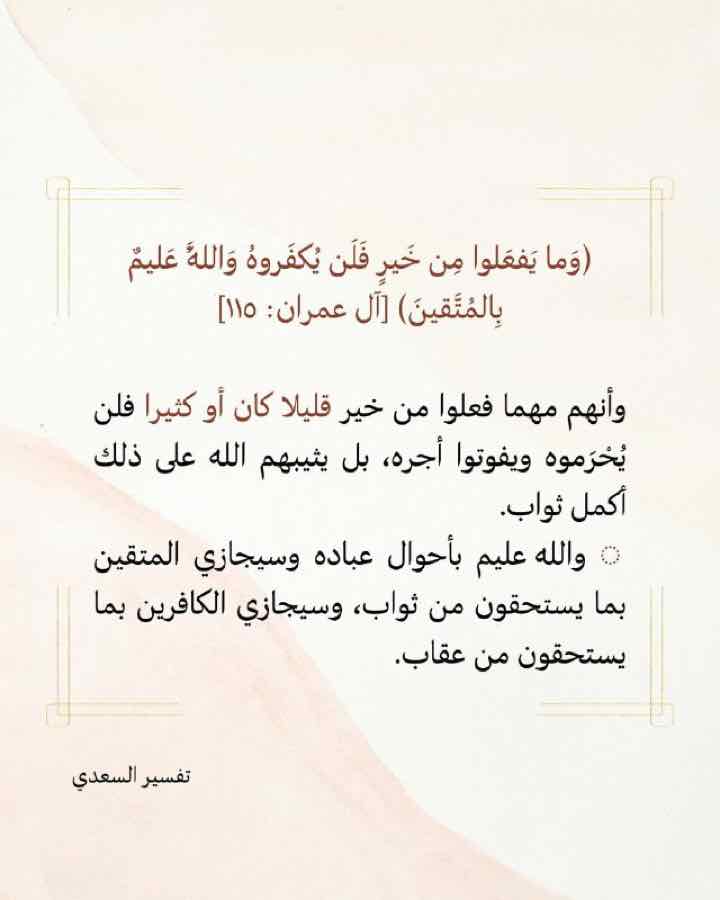 (وَما يَفعَلوا مِن خَيرٍ فَلَن يُكفَروهُ وَاللهُ عَليمٌ
بِالمُتَّقينَ) [آل عمران: ١١٥]
وأنهم مهما فعلوا من خير قليلا كان أو كثيرا فلن
يُحْرَموه ويفوتوا أجره، بل يثيبهم الله على ذلك
أكمل ثواب.
◌ والله عليم بأحوال عباده وسيجازي المتقين
بما يستحقون من ثواب، وسيجازي الكافرين بما
يستحقون من عقاب.
تفسير السعدي